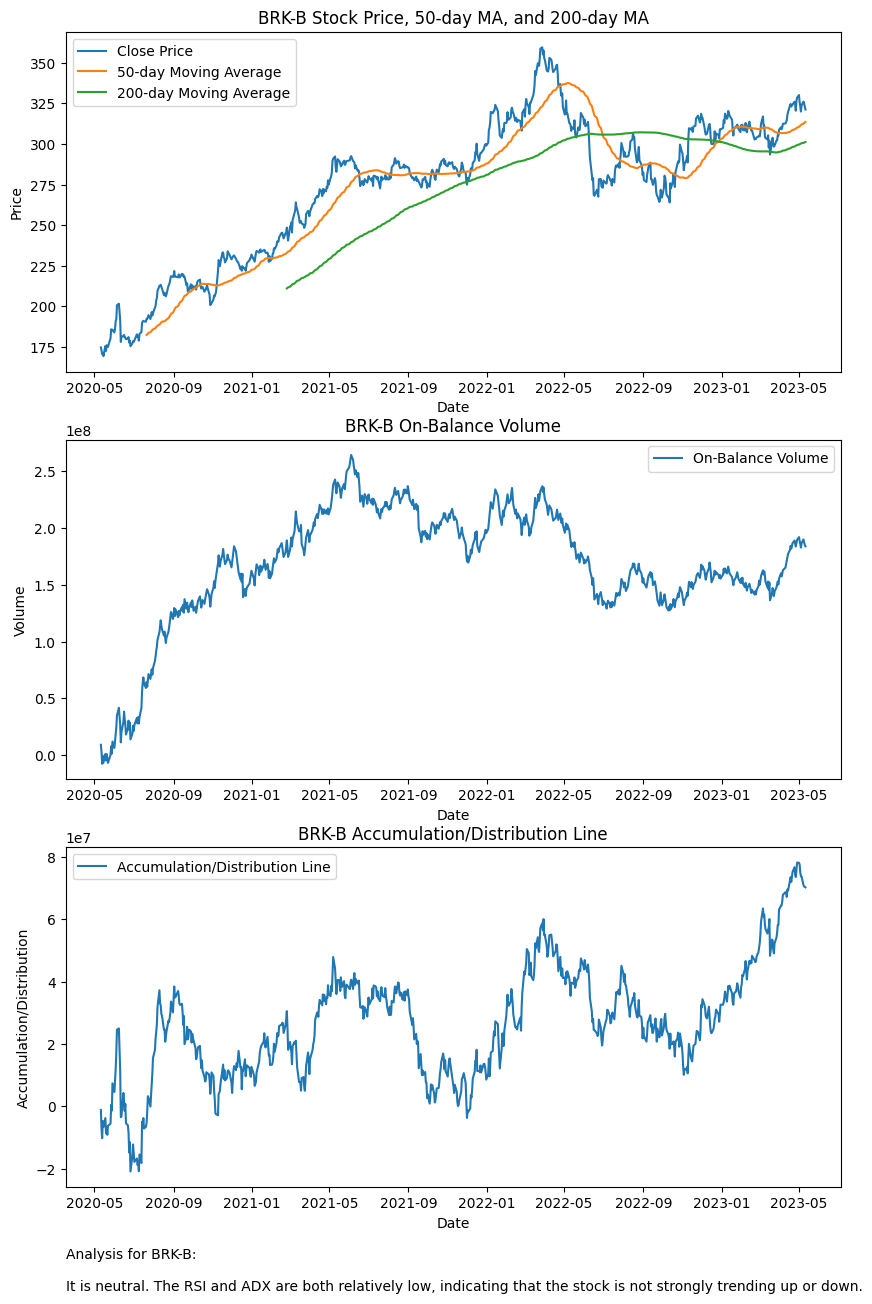 BRK-B Stock Price, 50-day MA, and 200-day MA
Close Price
50-day Moving Average
200-day Moving Average
Price
350
325
300
275
250
225
200
175
2020-05 2020-09 2021-01 2021-05 2021-09 2022-01 2022-05 2022-09 2023-01 2023-05
Date
1e8
BRK-B On-Balance Volume
On-Balance Volume
Volume
2.5
2.0
1.5
1.0
0.5
0.0
2020-05 2020-09 2021-01 2021-05 2021-09 2022-01 2022-05 2022-09 2023-01 2023-05
Date
1e7
BRK-B Accumulation/Distribution Line
Accumulation/Distribution Line
Accumulation/Distribution
8
6
4
2
0
−2
2020-05 2020-09 2021-01 2021-05 2021-09 2022-01 2022-05 2022-09 2023-01 2023-05
Date
Analysis for BRK-B:
It is neutral. The RSI and ADX are both relatively low, indicating that the stock is not strongly trending up or down.